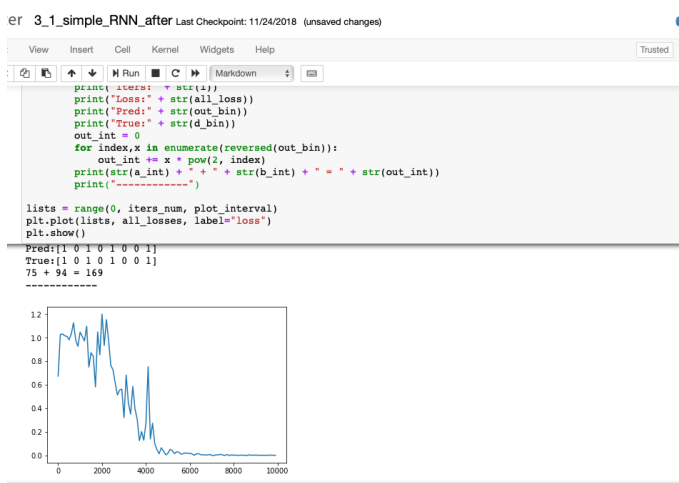 er 3_1_simple_RNN_after Last Checkpoint: 11/24/2018 (unsaved changes)
View Insert Cell Kernel Widgets Help Trusted
Run Markdown
print("iters:" + str(i))
print("Loss:" + str(all_loss))
print("Pred:" + str(out_bin))
print("True:" + str(d_bin))
out_int = 0
for index,x in enumerate(reversed(out_bin)):
out_int += x * pow(2, index)
print(str(a_int) + " + " + str(b_int) + " = " + str(out_int))
print("------------")
lists = range(0, iters_num, plot_interval)
plt.plot(lists, all_losses, label="loss")
plt.show()
Pred:[1 0 1 0 1 0 0 1]
True:[1 0 1 0 1 0 0 1]
75 + 94 = 169
------------
1.2
1.0
0.8
0.6
0.4
0.2
0.0
0 2000 4000 6000 8000 10000